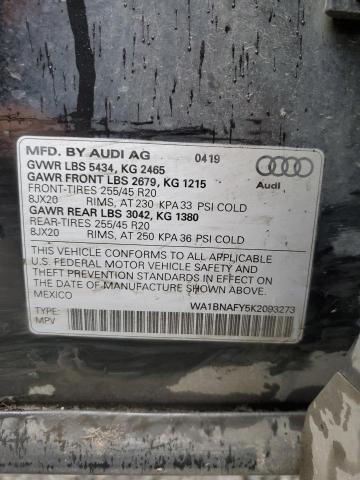 MFD. BY AUDI AG 0419
GVWR LBS 5434, KG 2465
GAWR FRONT LBS 2679, KG 1215
FRONT-TIRES 255/45 R20
8JX20 RIMS, AT 230 KPA 33 PSI COLD
GAWR REAR LBS 3042, KG 1380
REAR-TIRES 255/45 R20
8JX20 RIMS, AT 250 KPA 36 PSI COLD
Audi
THIS VEHICLE CONFORMS TO ALL APPLICABLE
U.S. FEDERAL MOTOR VEHICLE SAFETY AND
THEFT PREVENTION STANDARDS IN EFFECT ON
THE DATE OF MANUFACTURE SHOWN ABOVE.
MEXICO
WA1BNAFY5K2093273
TYPE:
MPV